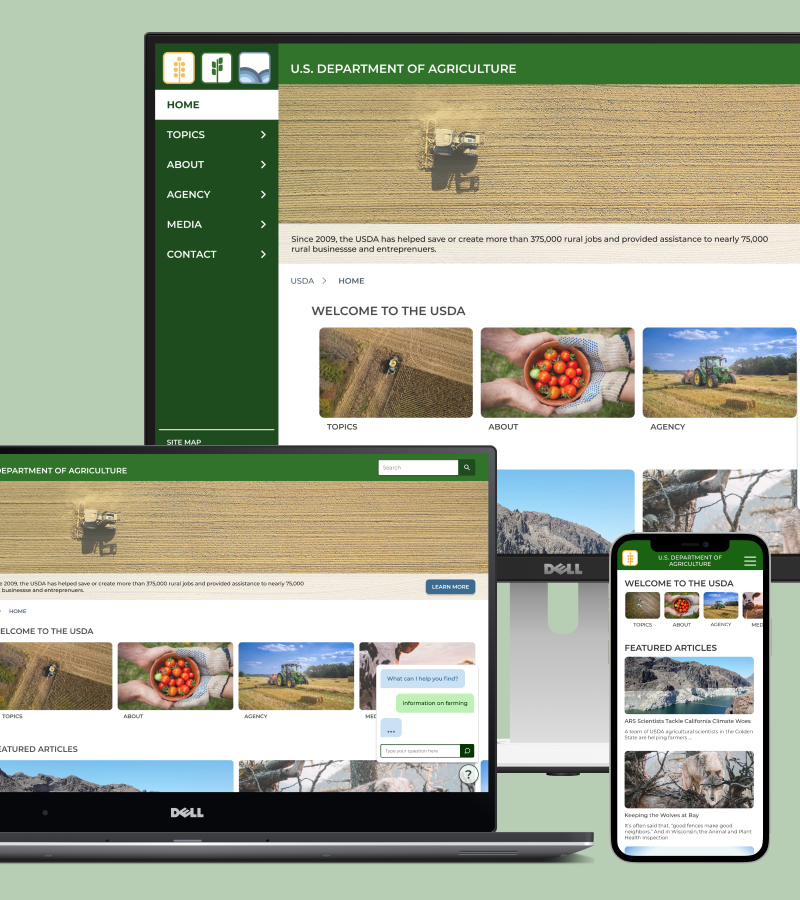 U.S. DEPARTMENT OF AGRICULTURE
HOME
TOPICS
ABOUT
AGENCY
MEDIA
CONTACT
Since 2009, the USDA has helped save or create more than 375,000 rural jobs and provided assistance to nearly 75,000
rural businessse and entreprenuers.
USDA > HOME
WELCOME TO THE USDA
TOPICS
ABOUT
AGENCY
SITE MAP
DELL
DEPARTMENT OF AGRICULTURE
Search
2009, the USDA has helped save or create more than 375,000 rural jobs and provided assistance to nearly 75,000
businessse and entreprenuers.
LEARN MORE
HOME
ELCOME TO THE USDA
TOPICS
ABOUT
AGENCY
MED
What can I help you find?
Information on farming
...
Type your question here
?
EATURED ARTICLES
DELL
U.S. DEPARTMENT OF
AGRICULTURE
WELCOME TO THE USDA
TOPICS
ABOUT
AGENCY
MED
FEATURED ARTICLES
ARS Scientists Tackle California Climate Woes
A team of USDA agricultural scientists in the Golden
State are helping farmers ...
Keeping the Wolves at Bay
It's often said that, "good fences make good
neighbors." And in Wisconsin, the Animal and Plant
Health Inspection